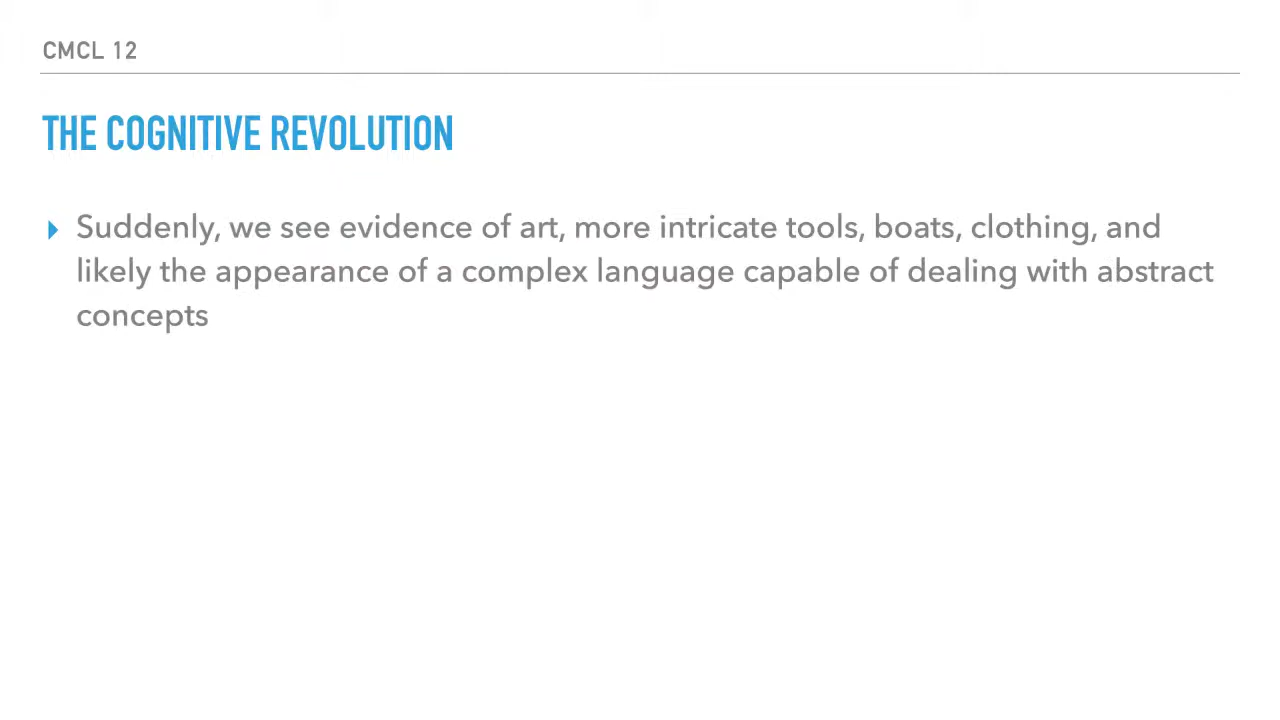 CMCL 12
THE COGNITIVE REVOLUTION
Suddenly, we see evidence of art, more intricate tools, boats, clothing, and
likely the appearance of a complex language capable of dealing with abstract
concepts